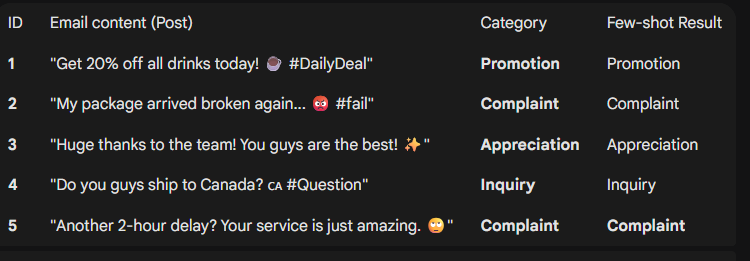 ID Email content (Post) Category Few-shot Result
1 "Get 20% off all drinks today! ☕ #DailyDeal" Promotion Promotion
2 "My package arrived broken again... 😡 #fail" Complaint Complaint
3 "Huge thanks to the team! You guys are the best! ✨" Appreciation Appreciation
4 "Do you guys ship to Canada? 🇨🇦 #Question" Inquiry Inquiry
5 "Another 2-hour delay? Your service is just amazing. 🙄" Complaint Complaint